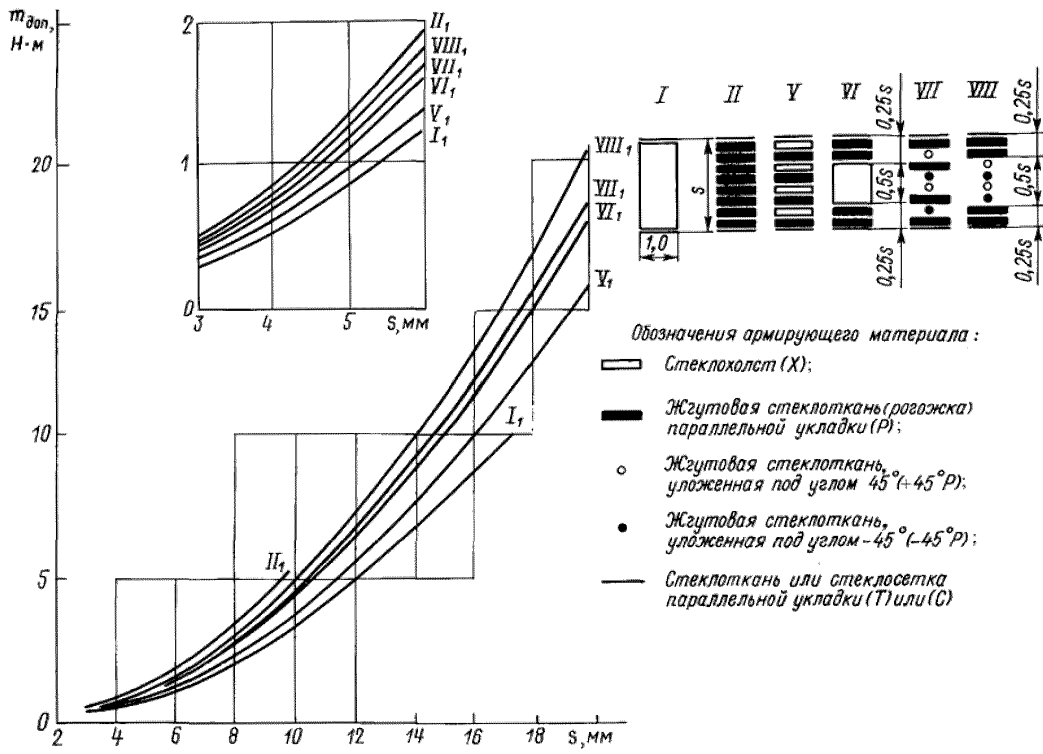 m доп,
Н·м
2
II₁
VIII₁
VII₁
VI₁
V₁
I₁
1
0
3
4
5
s, мм
20
15
10
5
0
2
4
6
8
10
12
14
16
18
s, мм
VIII₁
VII₁
VI₁
V₁
I₁
II₁
I
II
V
VI
VII
VIII
0,25s
0,25s
s
0,5s
0,5s
1,0
0,25s
0,25s
Обозначения армирующего материала:
Стеклохолст (Х);
Жгутовая стеклоткань (рогожка)
параллельной укладки (Р);
Жгутовая стеклоткань,
уложенная под углом 45° (+45°Р);
Жгутовая стеклоткань,
уложенная под углом –45° (–45°Р);
Стеклоткань или стеклосетка
параллельной укладки (Т) или (С)